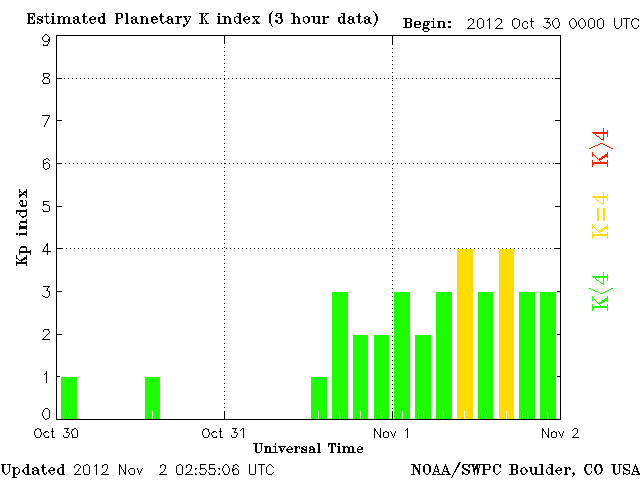 Estimated Planetary K index (3 hour data) Begin: 2012 Oct 30 0000 UTC
9
8
7
6
5
4
3
2
1
0
Kp index
K>4
K=4
K<4
Oct 30 Oct 31 Nov 1 Nov 2
Universal Time
Updated 2012 Nov 2 02:55:06 UTC NOAA/SWPC Boulder, CO USA